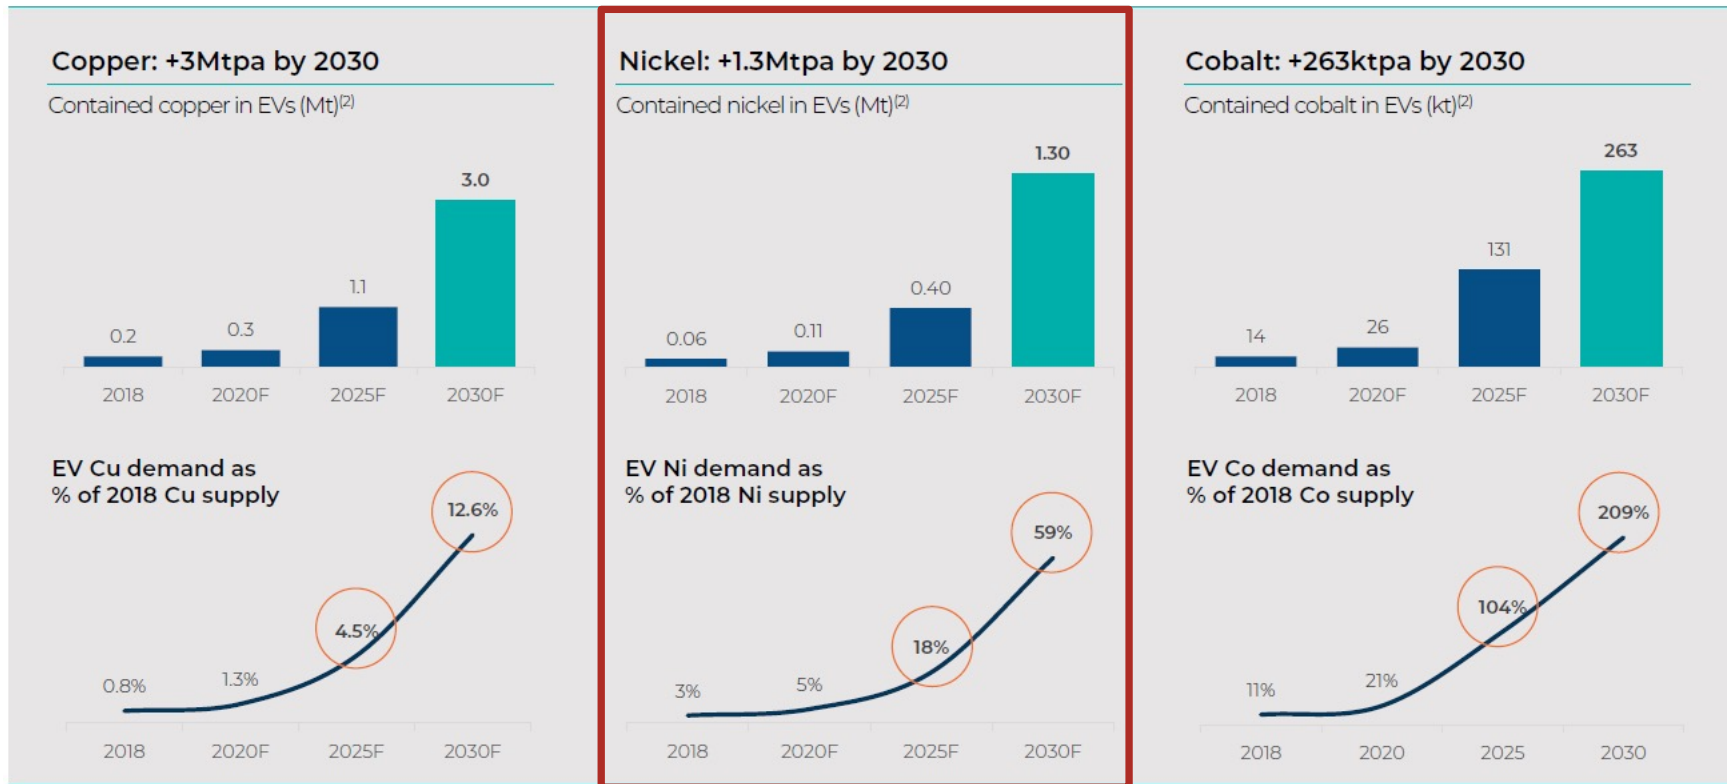 Copper: +3Mtpa by 2030
Contained copper in EVs (Mt)(2)
3.0
1.1
0.3
0.2
2018 2020F 2025F 2030F
EV Cu demand as
% of 2018 Cu supply
12.6%
4.5%
1.3%
0.8%
2018 2020F 2025F 2030F
Nickel: +1.3Mtpa by 2030
Contained nickel in EVs (Mt)(2)
1.30
0.40
0.11
0.06
2018 2020F 2025F 2030F
EV Ni demand as
% of 2018 Ni supply
59%
18%
5%
3%
2018 2020F 2025F 2030F
Cobalt: +263ktpa by 2030
Contained cobalt in EVs (kt)(2)
263
131
26
14
2018 2020F 2025F 2030F
EV Co demand as
% of 2018 Co supply
209%
104%
21%
11%
2018 2020 2025 2030